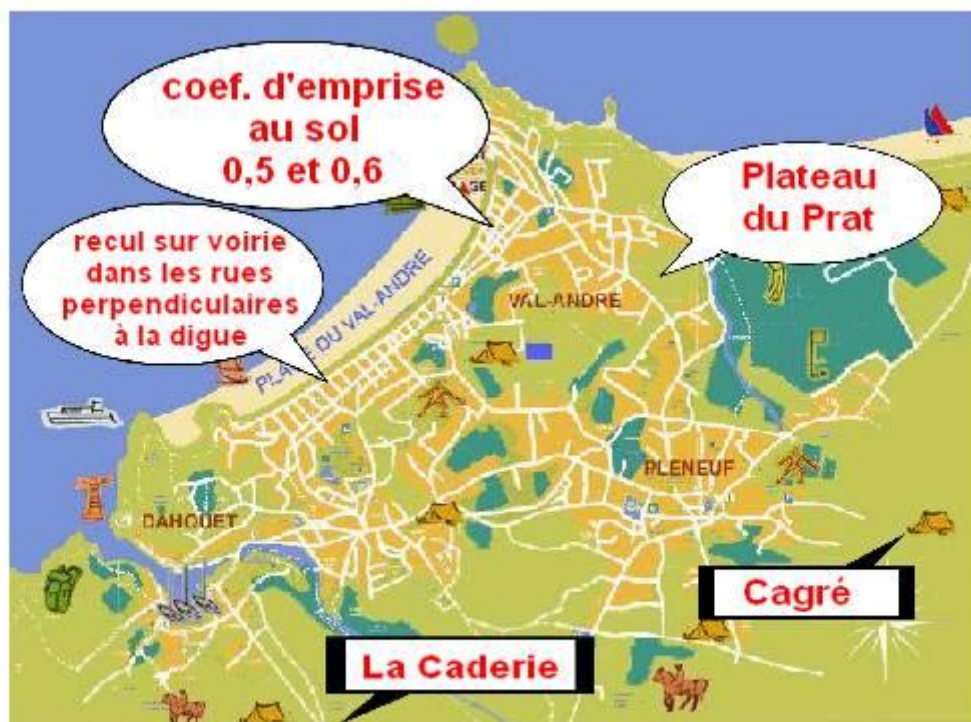 coef. d'emprise
au sol
0,5 et 0,6
Plateau
du Prat
recul sur voirie
dans les rues
perpendiculaires
à la digue
VAL-ANDRE
DU VAL-ANDRE
PLENEUF
DAHOUET
Cagré
La Caderie